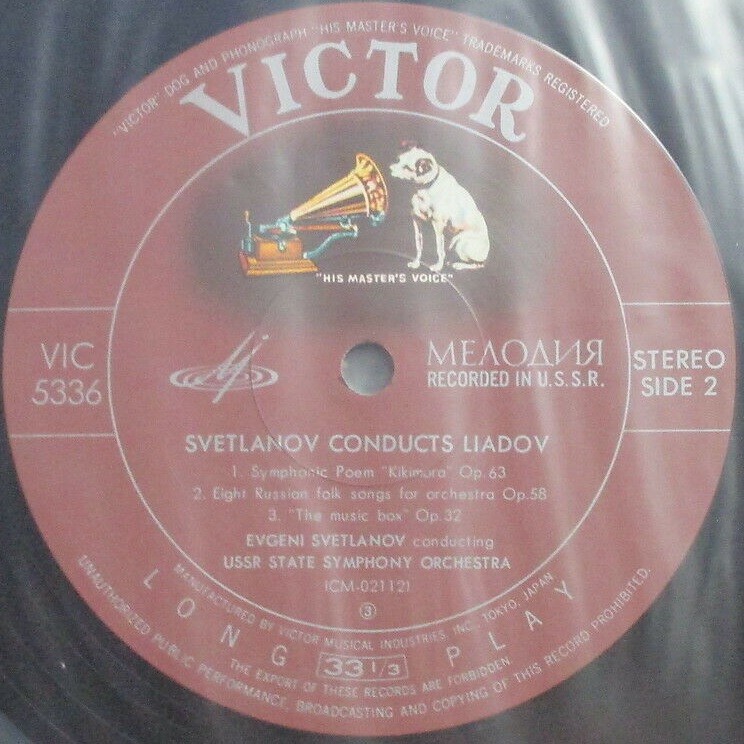 "VICTOR" DOG AND PHONOGRAPH "HIS MASTER'S VOICE" TRADEMARKS REGISTERED
VICTOR
"HIS MASTER'S VOICE"
VIC
5336
МЕЛОДИЯ
RECORDED IN U.S.S.R.
STEREO
SIDE 2
SVETLANOV CONDUCTS LIADOV
1. Symphonic Poem "Kikimora" Op.63
2. Eight Russian folk songs for orchestra Op.58
3. "The music box" Op.32
EVGENI SVETLANOV conducting
USSR STATE SYMPHONY ORCHESTRA
(CM-02112)
③
MANUFACTURED BY VICTOR MUSICAL INDUSTRIES, INC., TOKYO, JAPAN
LONG 33 1/3 PLAY
THE EXPORT OF THESE RECORDS ARE FORBIDDEN.
UNAUTHORIZED PUBLIC PERFORMANCE, BROADCASTING AND COPYING OF THIS RECORD PROHIBITED.